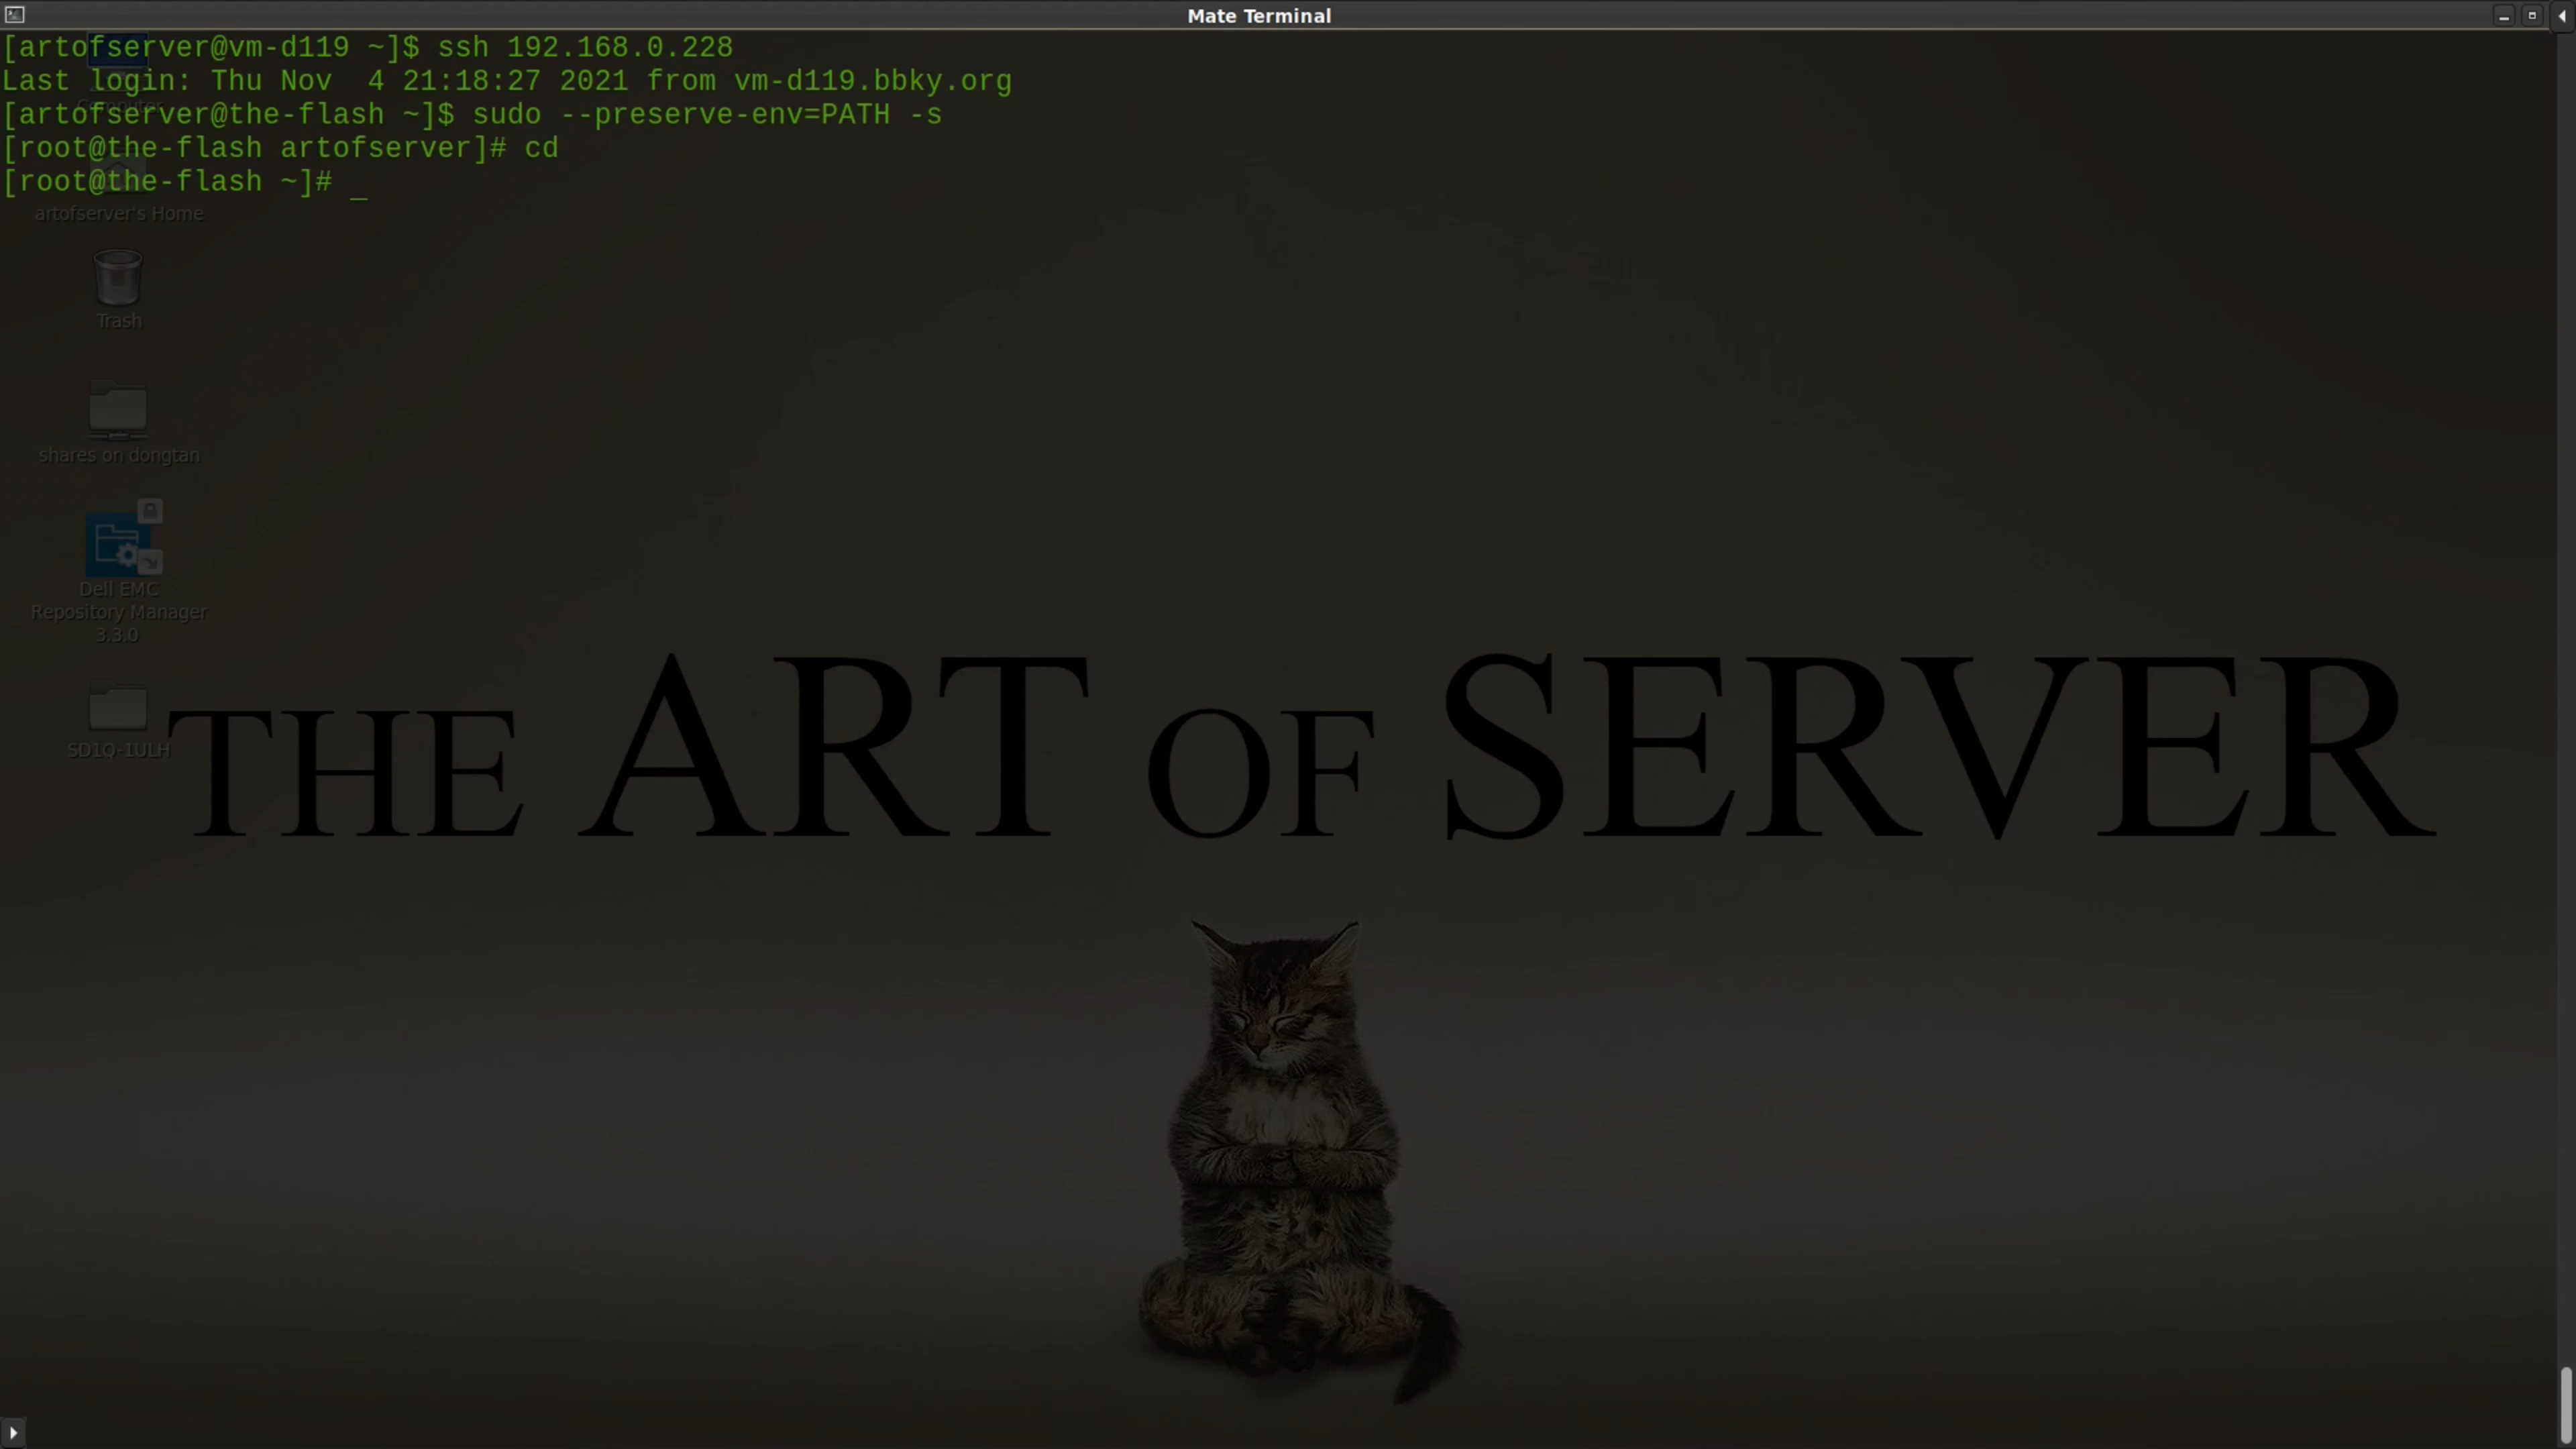 Mate Terminal
[artofserver@vm-d119 ~]$ ssh 192.168.0.228
Last login: Thu Nov  4 21:18:27 2021 from vm-d119.bbky.org
Computer
[artofserver@the-flash ~]$ sudo --preserve-env=PATH -s
[root@the-flash artofserver]# cd
[root@the-flash ~]# _
artofserver's Home
Trash
shares on dongtan
Dell EMC
Repository Manager
3.3.0
SD1Q-1ULH
THE ART OF SERVER